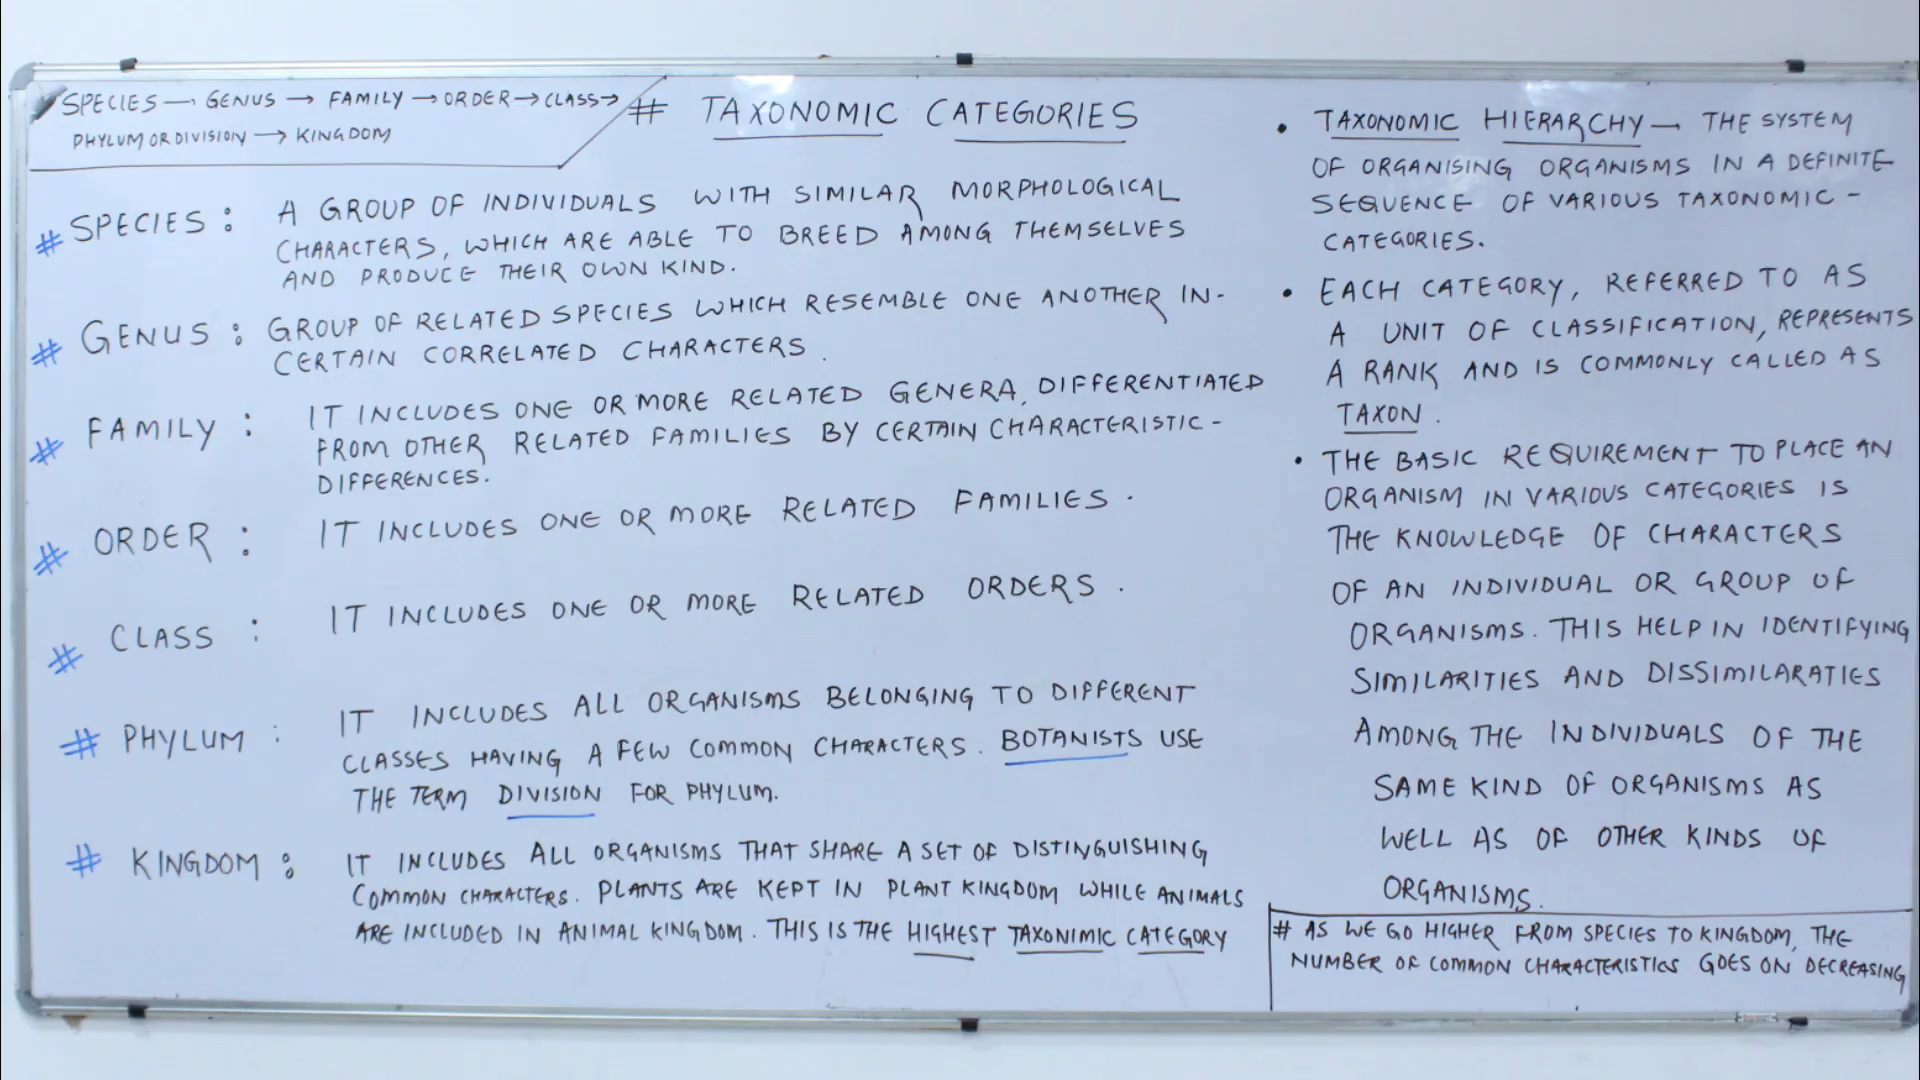 SPECIES → GENUS → FAMILY → ORDER → CLASS →
PHYLUM OR DIVISION → KINGDOM
# TAXONOMIC CATEGORIES
# SPECIES : A GROUP OF INDIVIDUALS WITH SIMILAR MORPHOLOGICAL
CHARACTERS, WHICH ARE ABLE TO BREED AMONG THEMSELVES
AND PRODUCE THEIR OWN KIND.
# GENUS : GROUP OF RELATED SPECIES WHICH RESEMBLE ONE ANOTHER IN-
CERTAIN CORRELATED CHARACTERS.
# FAMILY : IT INCLUDES ONE OR MORE RELATED GENERA, DIFFERENTIATED
FROM OTHER RELATED FAMILIES BY CERTAIN CHARACTERISTIC -
DIFFERENCES.
# ORDER : IT INCLUDES ONE OR MORE RELATED FAMILIES.
# CLASS : IT INCLUDES ONE OR MORE RELATED ORDERS.
# PHYLUM : IT INCLUDES ALL ORGANISMS BELONGING TO DIFFERENT
CLASSES HAVING A FEW COMMON CHARACTERS. BOTANISTS USE
THE TERM DIVISION FOR PHYLUM.
# KINGDOM : IT INCLUDES ALL ORGANISMS THAT SHARE A SET OF DISTINGUISHING
COMMON CHARACTERS. PLANTS ARE KEPT IN PLANT KINGDOM WHILE ANIMALS
ARE INCLUDED IN ANIMAL KINGDOM. THIS IS THE HIGHEST TAXONIMIC CATEGORY
• TAXONOMIC HIERARCHY — THE SYSTEM
OF ORGANISING ORGANISMS IN A DEFINITE
SEQUENCE OF VARIOUS TAXONOMIC -
CATEGORIES.
• EACH CATEGORY, REFERRED TO AS
A UNIT OF CLASSIFICATION, REPRESENTS
A RANK AND IS COMMONLY CALLED AS
TAXON.
• THE BASIC REQUIREMENT TO PLACE AN
ORGANISM IN VARIOUS CATEGORIES IS
THE KNOWLEDGE OF CHARACTERS
OF AN INDIVIDUAL OR GROUP OF
ORGANISMS. THIS HELP IN IDENTIFYING
SIMILARITIES AND DISSIMILARATIES
AMONG THE INDIVIDUALS OF THE
SAME KIND OF ORGANISMS AS
WELL AS OF OTHER KINDS OF
ORGANISMS.
# AS WE GO HIGHER FROM SPECIES TO KINGDOM, THE
NUMBER OF COMMON CHARACTERISTICS GOES ON DECREASING